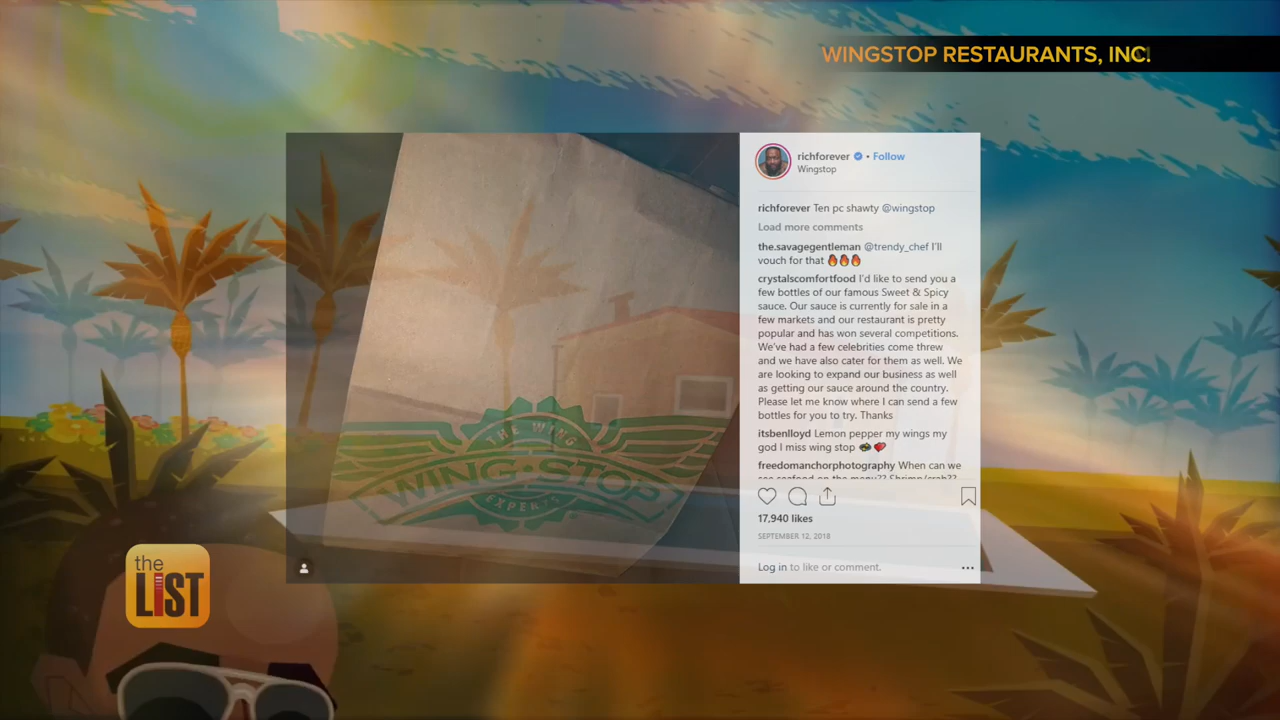 WINGSTOP RESTAURANTS, INC.
richforever • Follow
Wingstop
richforever Ten pc shawty @wingstop
Load more comments
the.savagegentleman @trendy_chef I'll
vouch for that 🔥🔥🔥
crystalscomfortfood I'd like to send you a
few bottles of our famous Sweet & Spicy
sauce. Our sauce is currently for sale in a
few markets and our restaurant is pretty
popular and has won several competitions.
We've had a few celebrities come threw
and we have also cater for them as well. We
are looking to expand our business as well
as getting our sauce around the country.
Please let me know where I can send a few
bottles for you to try. Thanks
itsbenlloyd Lemon pepper my wings my
god I miss wing stop
freedomanchorphotography When can we
see seafood on the menu?? Shrimp/crab??
17,940 likes
SEPTEMBER 12, 2018
Log in to like or comment.
THE WING
WING·STOP
EXPERTS
the
LiST